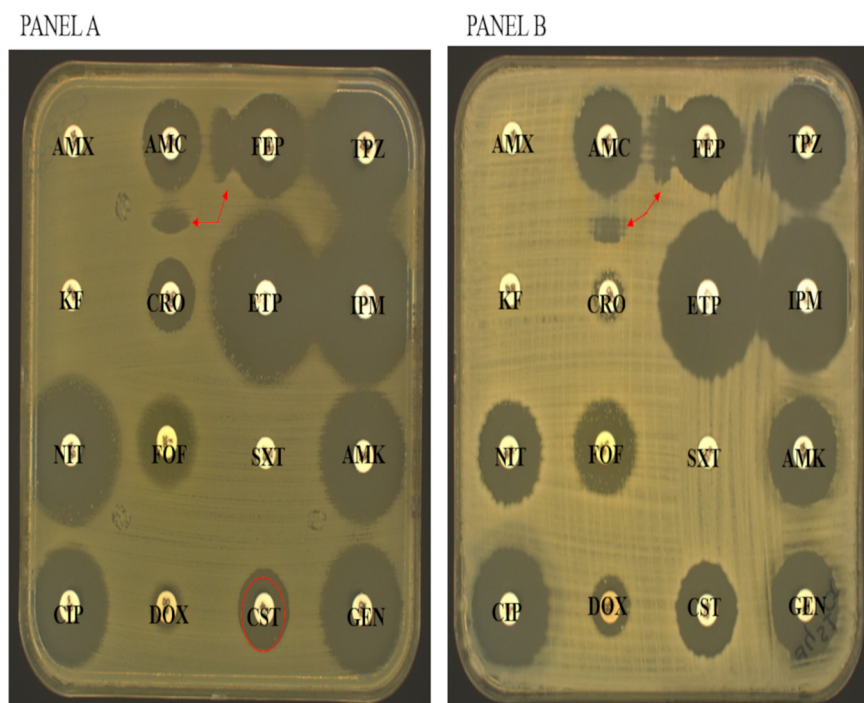 PANEL A
PANEL B
AMX AMC FEP TPZ
AMX AMC FEP TPZ
KF CRO ETP IPM
KF CRO ETP IPM
NIT FOF SXT AMK
NIT FOF SXT AMK
CIP DOX CST GEN
CIP DOX CST GEN